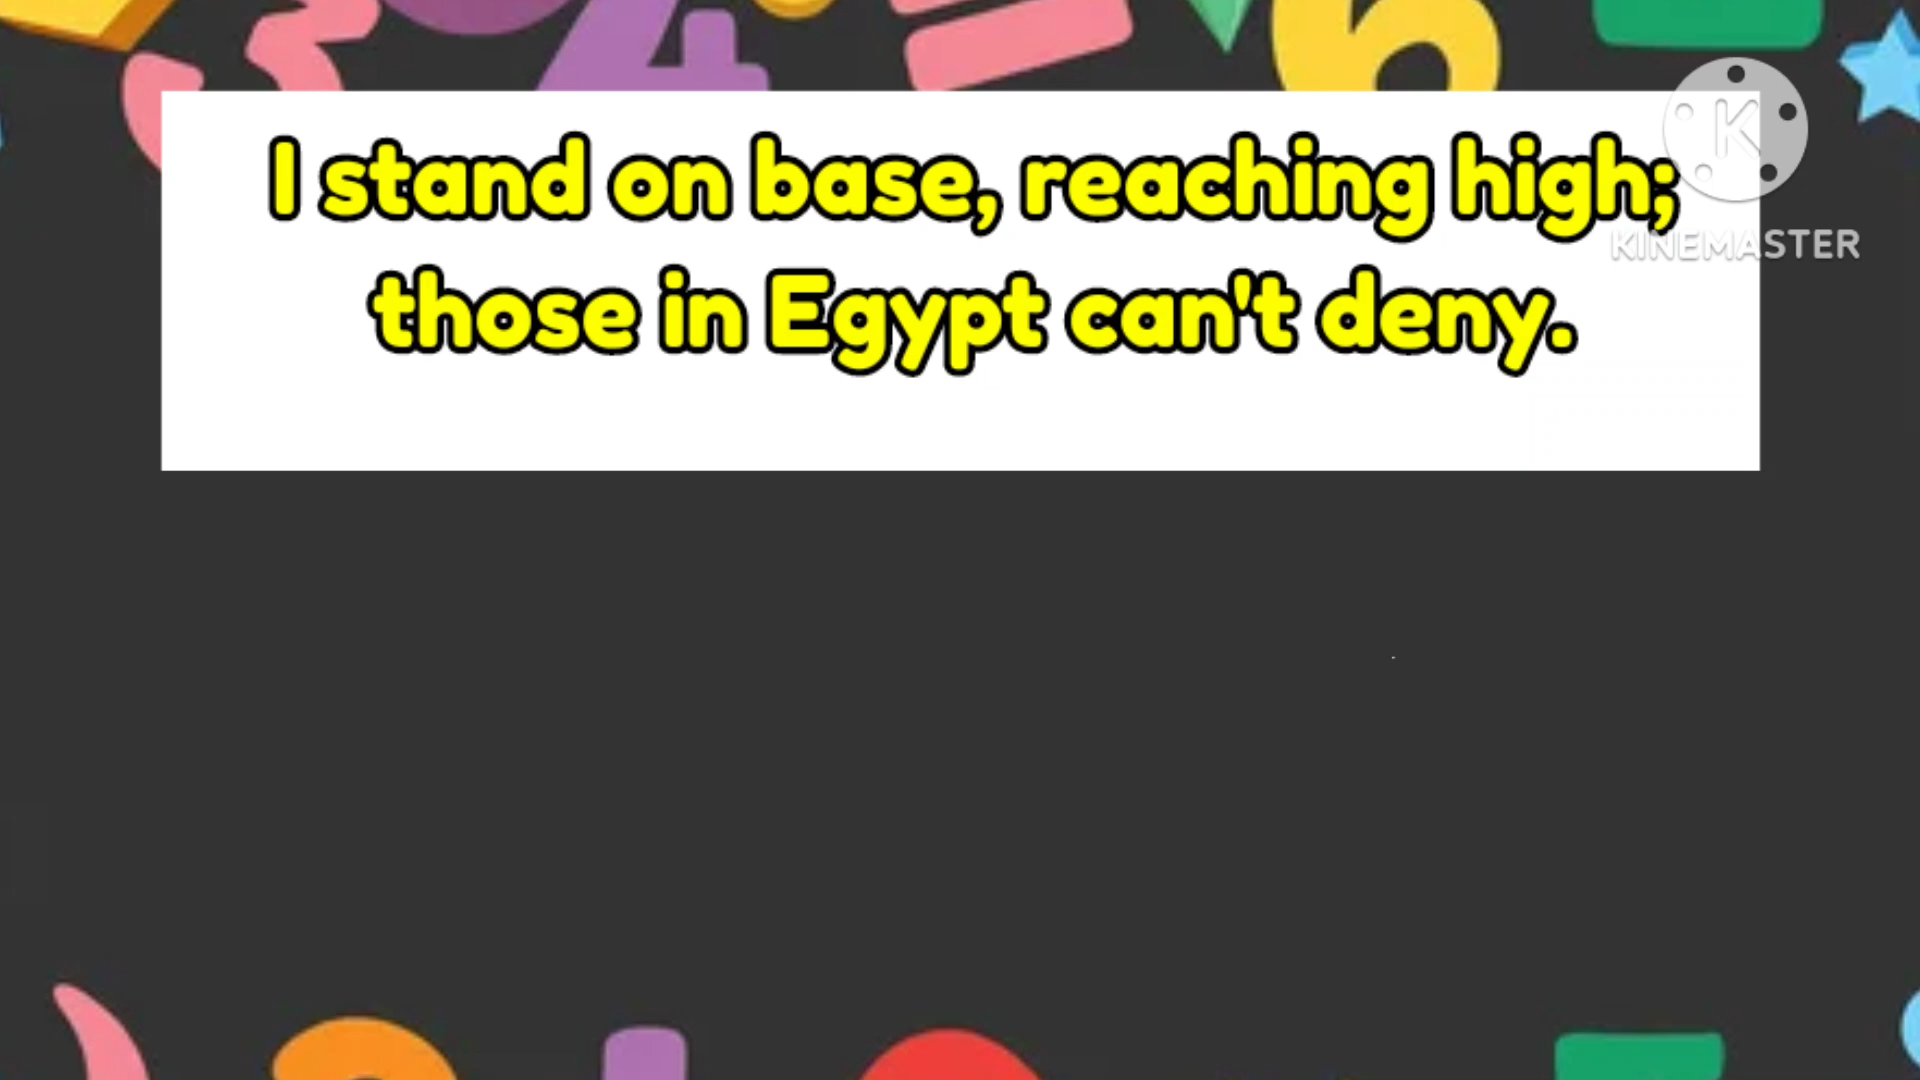 I stand on base, reaching high;
those in Egypt can't deny.
K
KINEMASTER